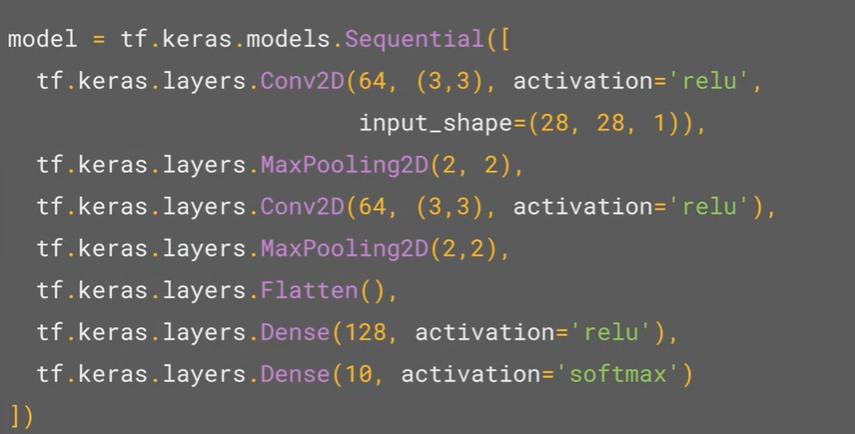 model = tf.keras.models.Sequential([
  tf.keras.layers.Conv2D(64, (3,3), activation='relu',
                         input_shape=(28, 28, 1)),
  tf.keras.layers.MaxPooling2D(2, 2),
  tf.keras.layers.Conv2D(64, (3,3), activation='relu'),
  tf.keras.layers.MaxPooling2D(2,2),
  tf.keras.layers.Flatten(),
  tf.keras.layers.Dense(128, activation='relu'),
  tf.keras.layers.Dense(10, activation='softmax')
])